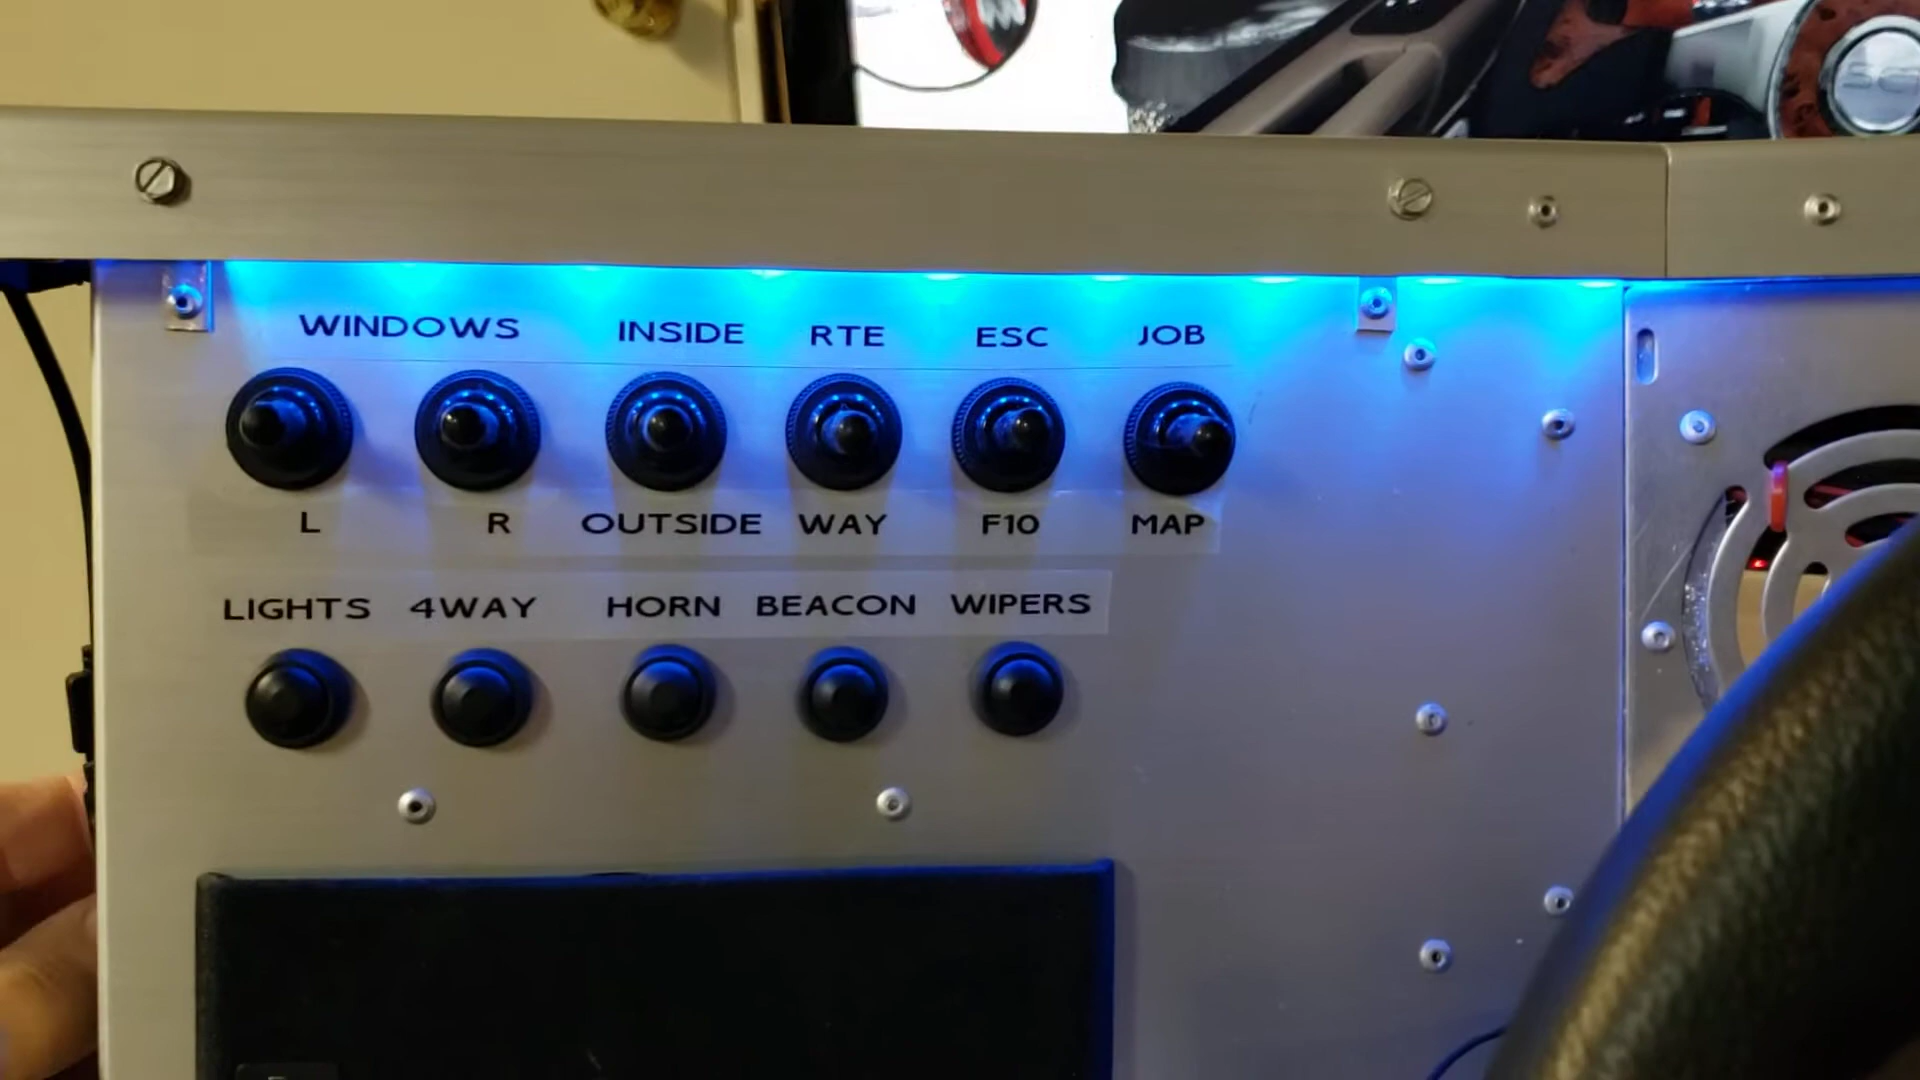 WINDOWS INSIDE RTE ESC JOB
L R OUTSIDE WAY F10 MAP
LIGHTS 4WAY HORN BEACON WIPERS